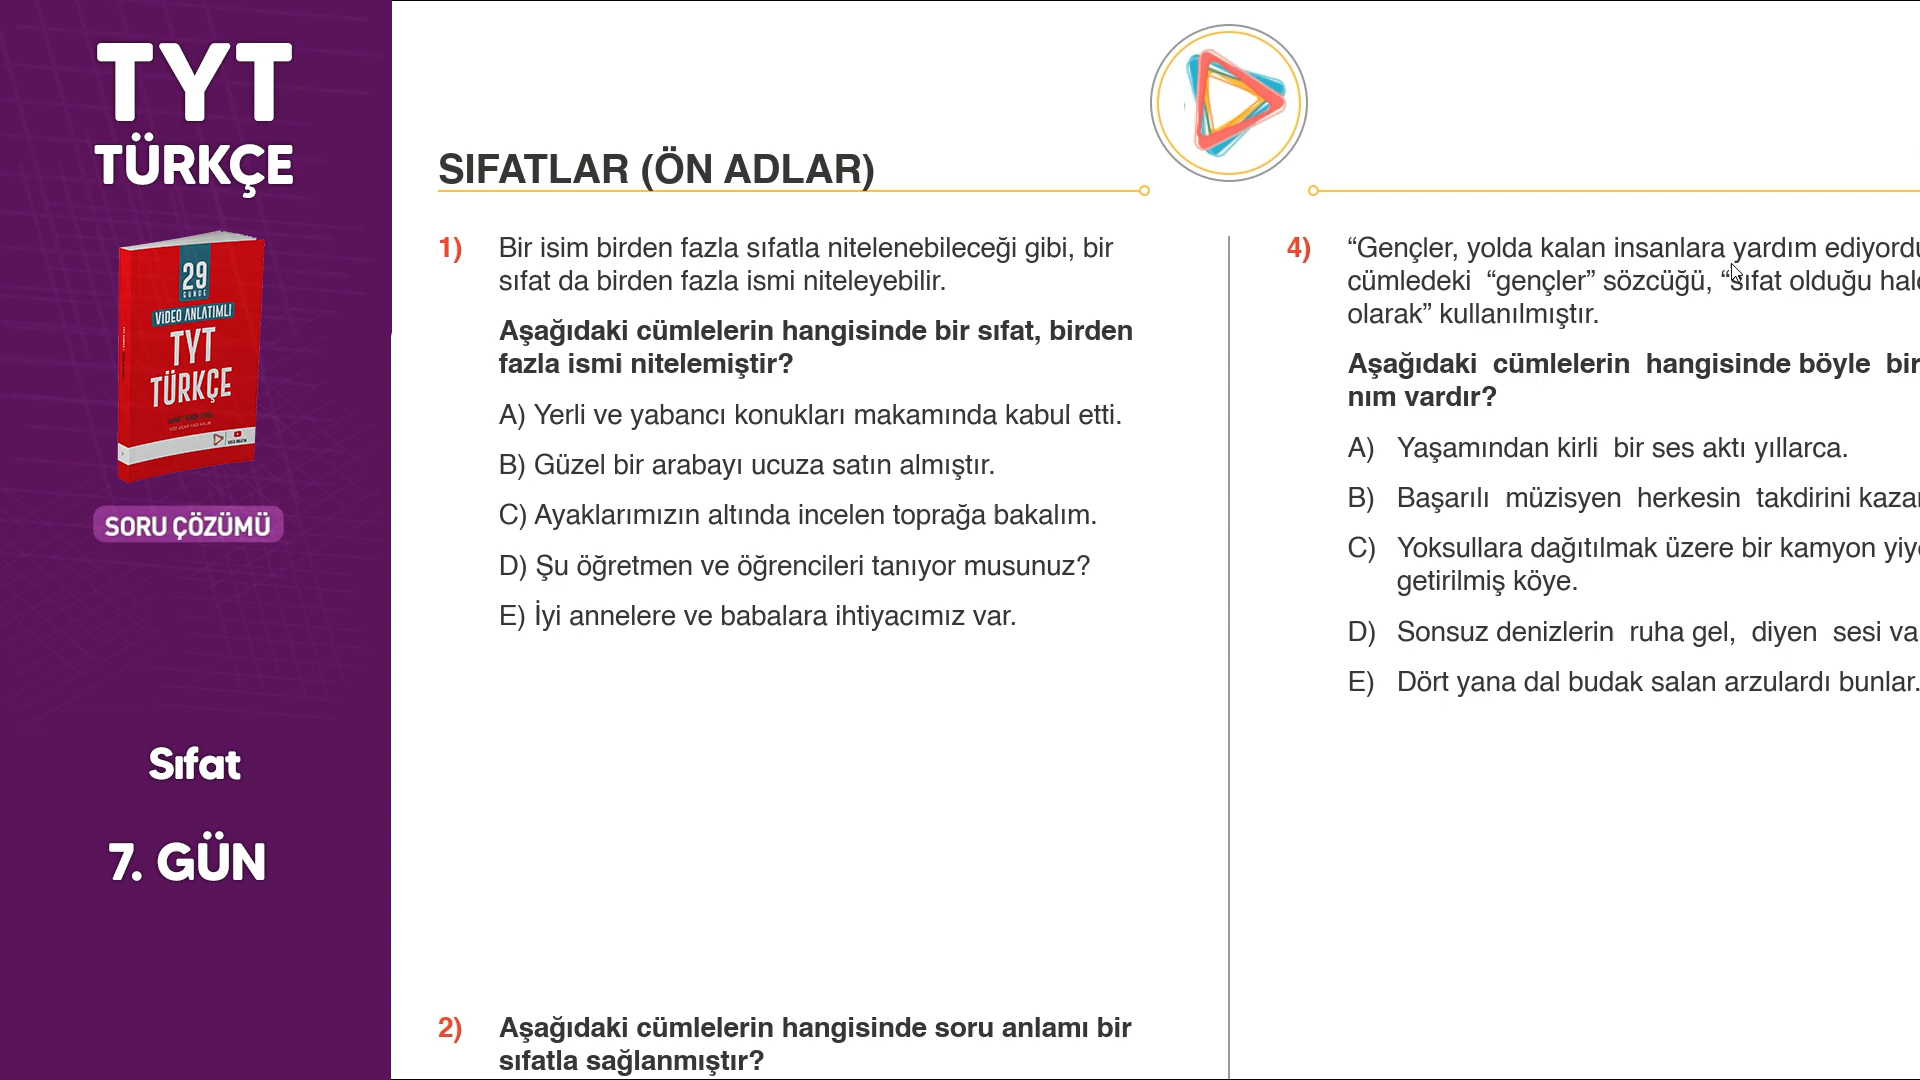 TYT
TÜRKÇE
29
GÜNDE
VİDEO ANLATIMLI
TYT
TÜRKÇE
SORU ÇÖZÜMÜ
Sıfat
7. GÜN
SIFATLAR (ÖN ADLAR)
1) Bir isim birden fazla sıfatla nitelenebileceği gibi, bir
sıfat da birden fazla ismi niteleyebilir.
Aşağıdaki cümlelerin hangisinde bir sıfat, birden
fazla ismi nitelemiştir?
A) Yerli ve yabancı konukları makamında kabul etti.
B) Güzel bir arabayı ucuza satın almıştır.
C) Ayaklarımızın altında incelen toprağa bakalım.
D) Şu öğretmen ve öğrencileri tanıyor musunuz?
E) İyi annelere ve babalara ihtiyacımız var.
2) Aşağıdaki cümlelerin hangisinde soru anlamı bir
sıfatla sağlanmıştır?
4) “Gençler, yolda kalan insanlara yardım ediyordu
cümledeki “gençler” sözcüğü, “sıfat olduğu hal
olarak” kullanılmıştır.
Aşağıdaki cümlelerin hangisinde böyle bir
nım vardır?
A) Yaşamından kirli bir ses aktı yıllarca.
B) Başarılı müzisyen herkesin takdirini kaza
C) Yoksullara dağıtılmak üzere bir kamyon yiy
getirilmiş köye.
D) Sonsuz denizlerin ruha gel, diyen sesi va
E) Dört yana dal budak salan arzulardı bunlar.